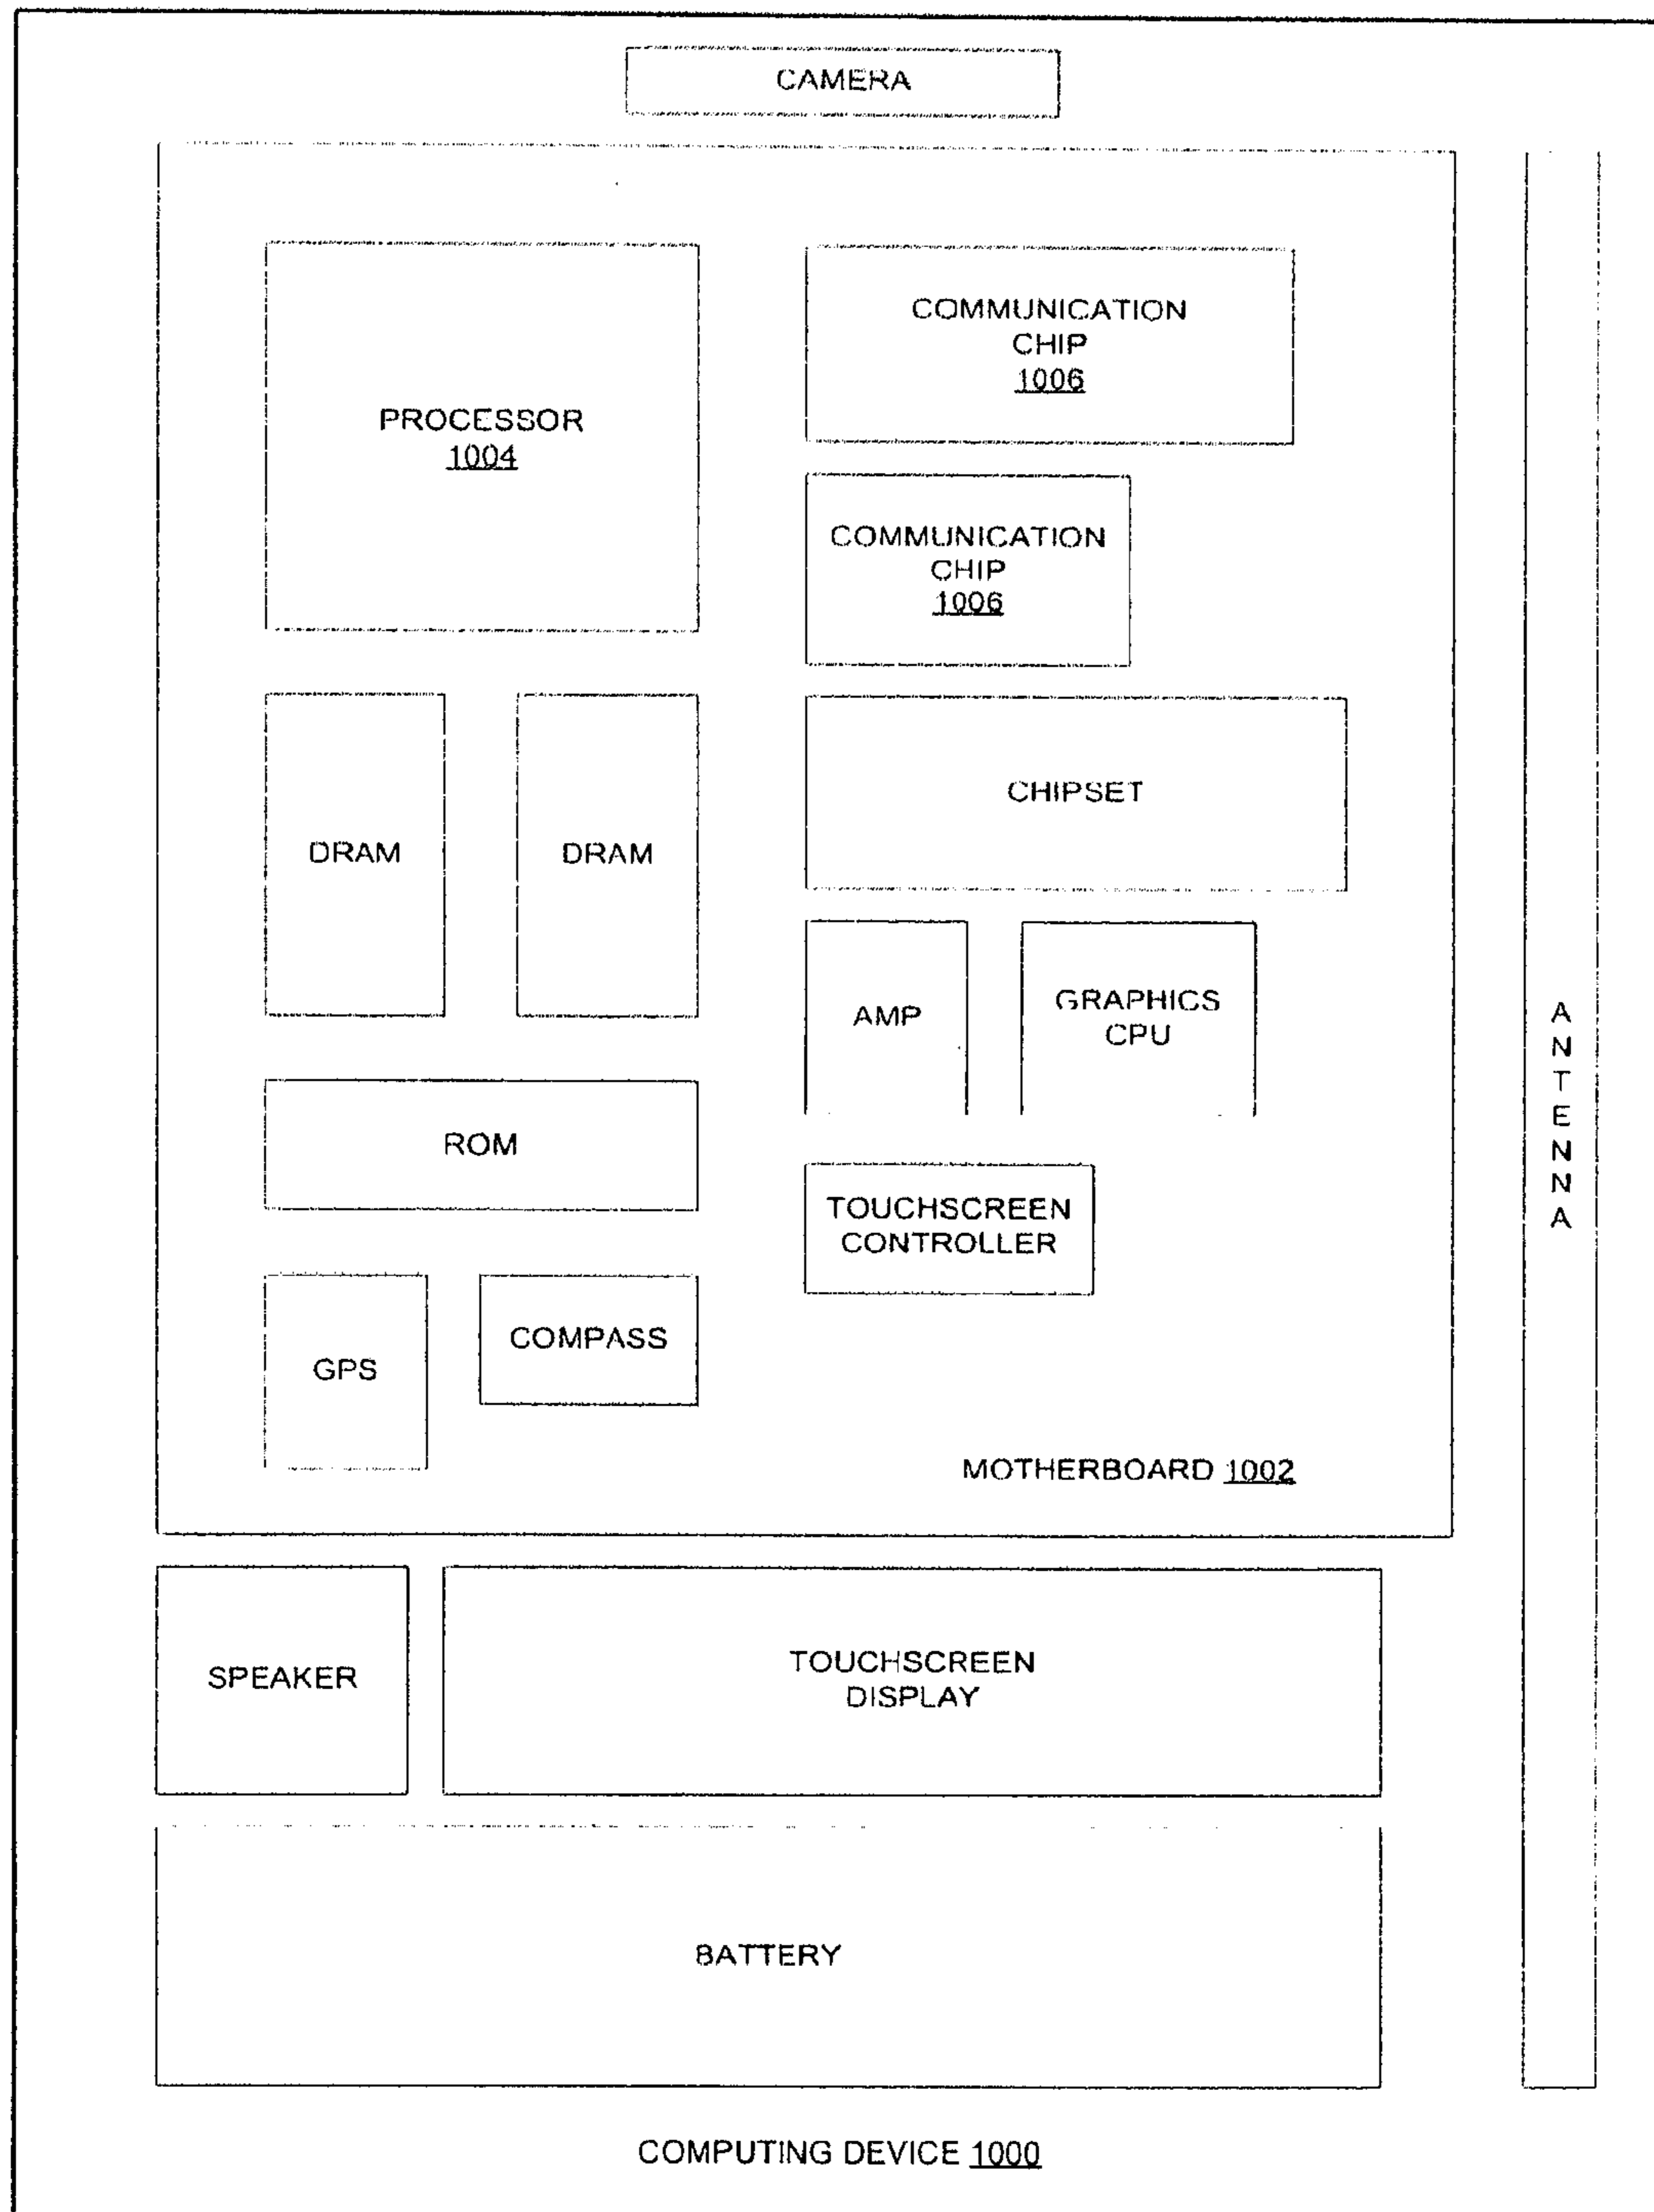 CAMERA
PROCESSOR
1004
COMMUNICATION
CHIP
1006
COMMUNICATION
CHIP
1006
DRAM
DRAM
CHIPSET
AMP
GRAPHICS
CPU
ROM
TOUCHSCREEN
CONTROLLER
GPS
COMPASS
MOTHERBOARD 1002
ANTENNA
SPEAKER
TOUCHSCREEN
DISPLAY
BATTERY
COMPUTING DEVICE 1000